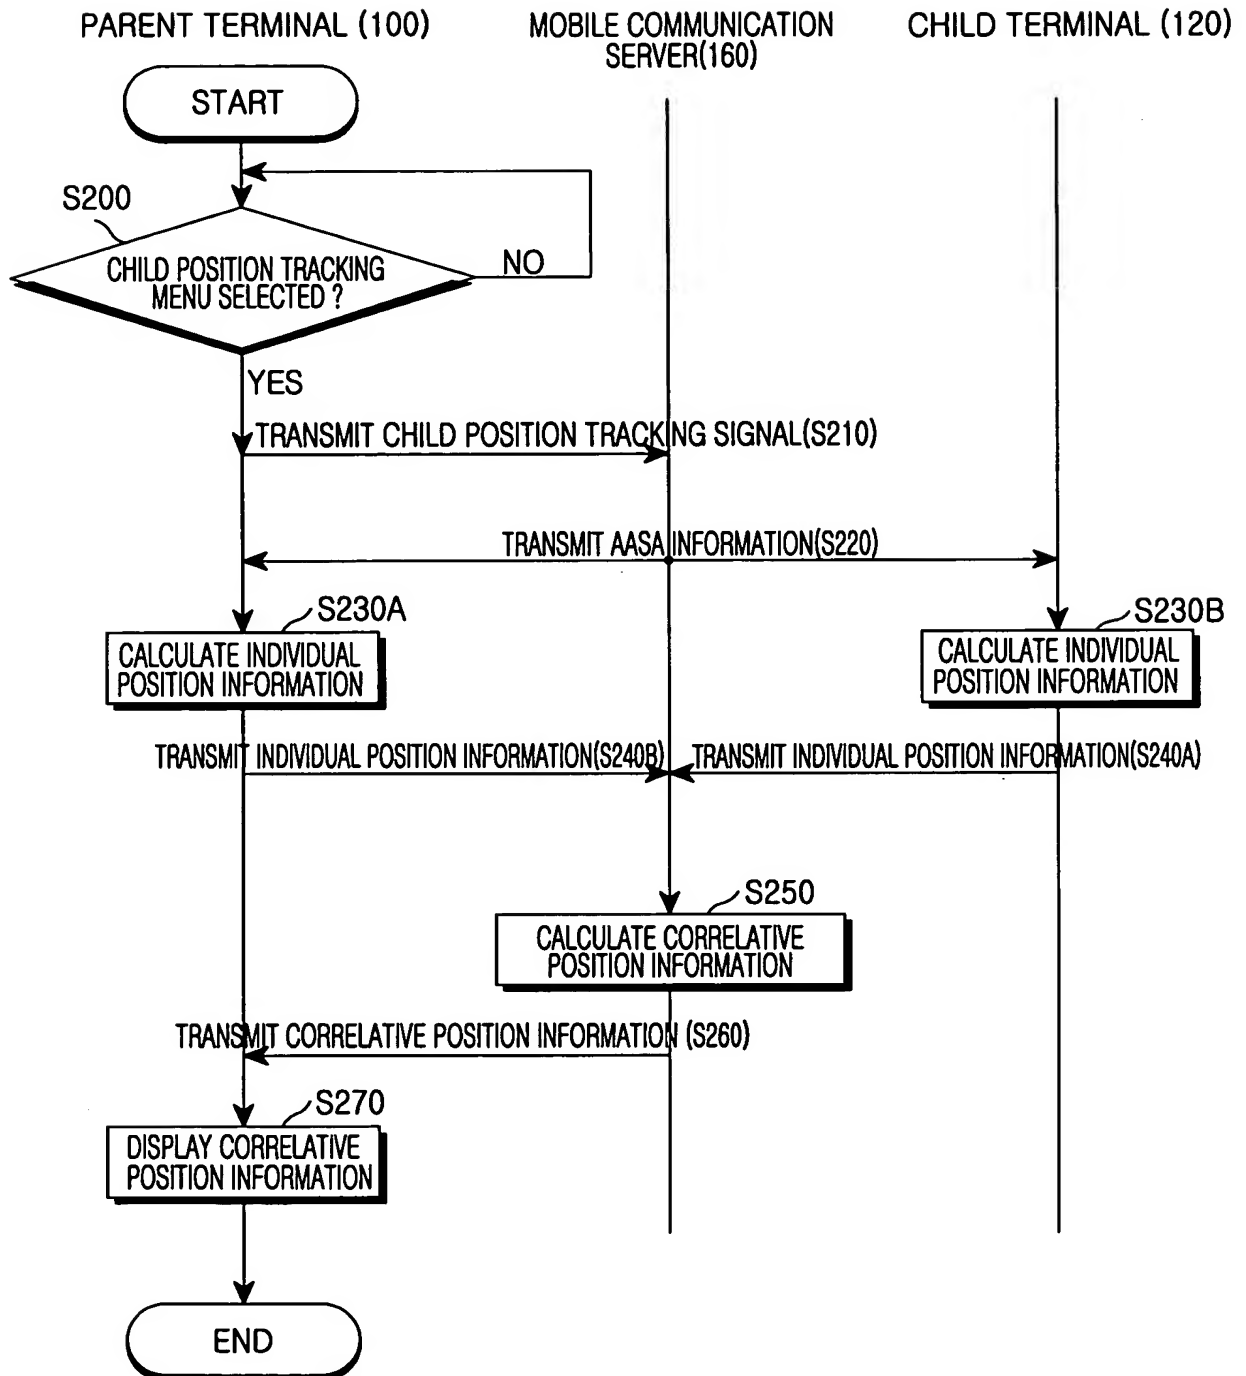 PARENT TERMINAL (100)
MOBILE COMMUNICATION
SERVER(160)
CHILD TERMINAL (120)
START
S200
CHILD POSITION TRACKING
MENU SELECTED ?
NO
YES
TRANSMIT CHILD POSITION TRACKING SIGNAL(S210)
TRANSMIT AASA INFORMATION(S220)
S230A
CALCULATE INDIVIDUAL
POSITION INFORMATION
S230B
CALCULATE INDIVIDUAL
POSITION INFORMATION
TRANSMIT INDIVIDUAL POSITION INFORMATION(S240B)
TRANSMIT INDIVIDUAL POSITION INFORMATION(S240A)
S250
CALCULATE CORRELATIVE
POSITION INFORMATION
TRANSMIT CORRELATIVE POSITION INFORMATION (S260)
S270
DISPLAY CORRELATIVE
POSITION INFORMATION
END